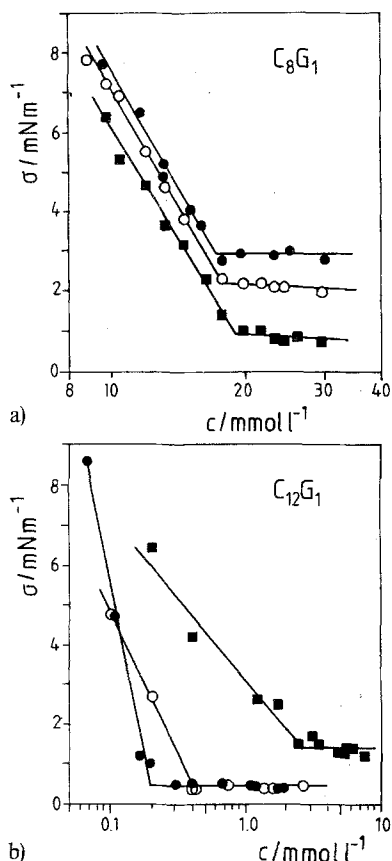 C₈G₁
σ/mNm⁻¹
8
6
4
2
0
8 10 20 30 40
c/mmol l⁻¹
a)
C₁₂G₁
σ/mNm⁻¹
8
6
4
2
0
0.1 1.0 10
c/mmol l⁻¹
b)